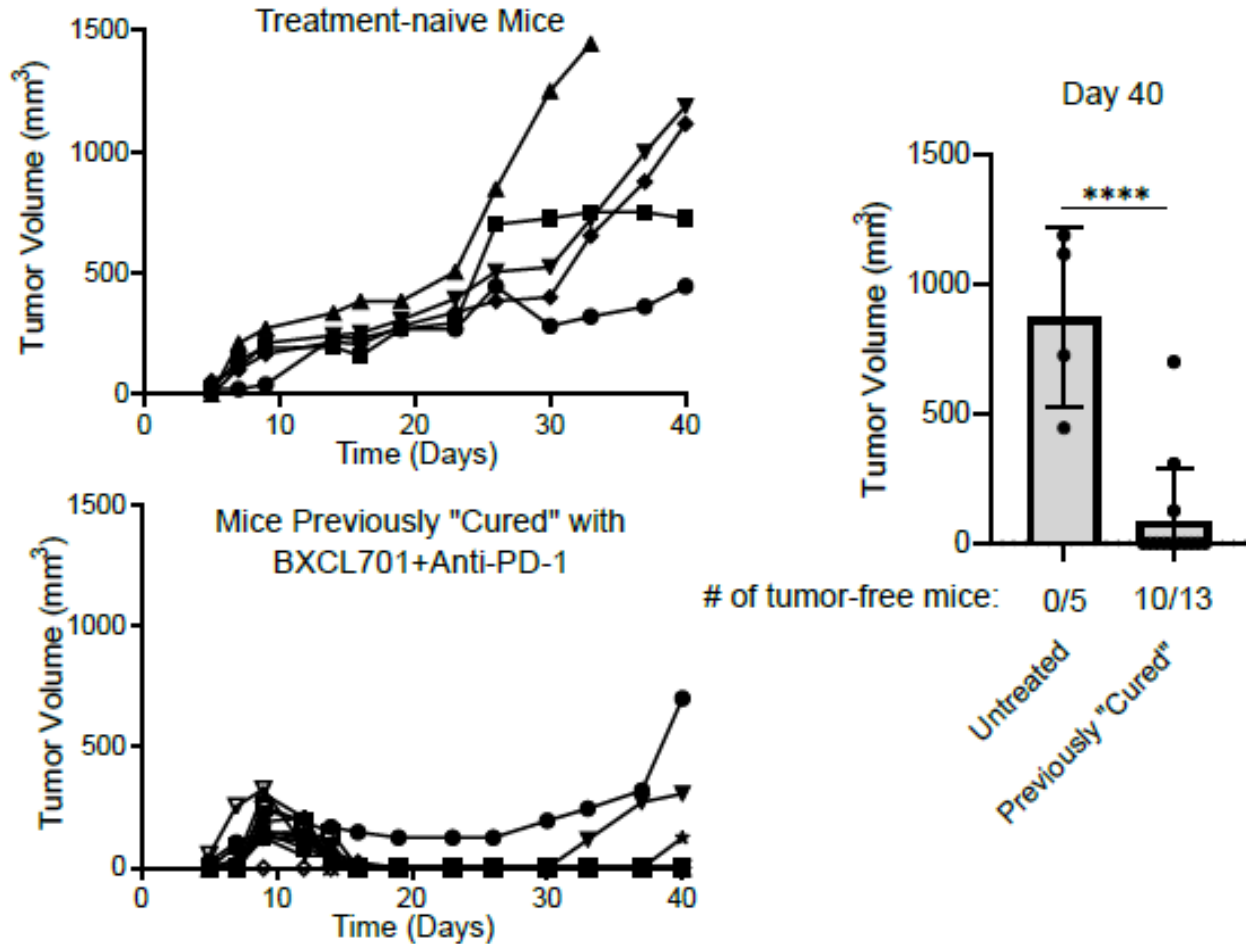 Treatment-naive Mice
Tumor Volume (mm3)
1500
1000
500
0
0 10 20 30 40
Time (Days)
Mice Previously "Cured" with
BXCL701+Anti-PD-1
Tumor Volume (mm3)
1500
1000
500
0
0 10 20 30 40
Time (Days)
Day 40
Tumor Volume (mm3)
1500
1000
500
0
****
# of tumor-free mice: 0/5 10/13
Untreated
Previously "Cured"